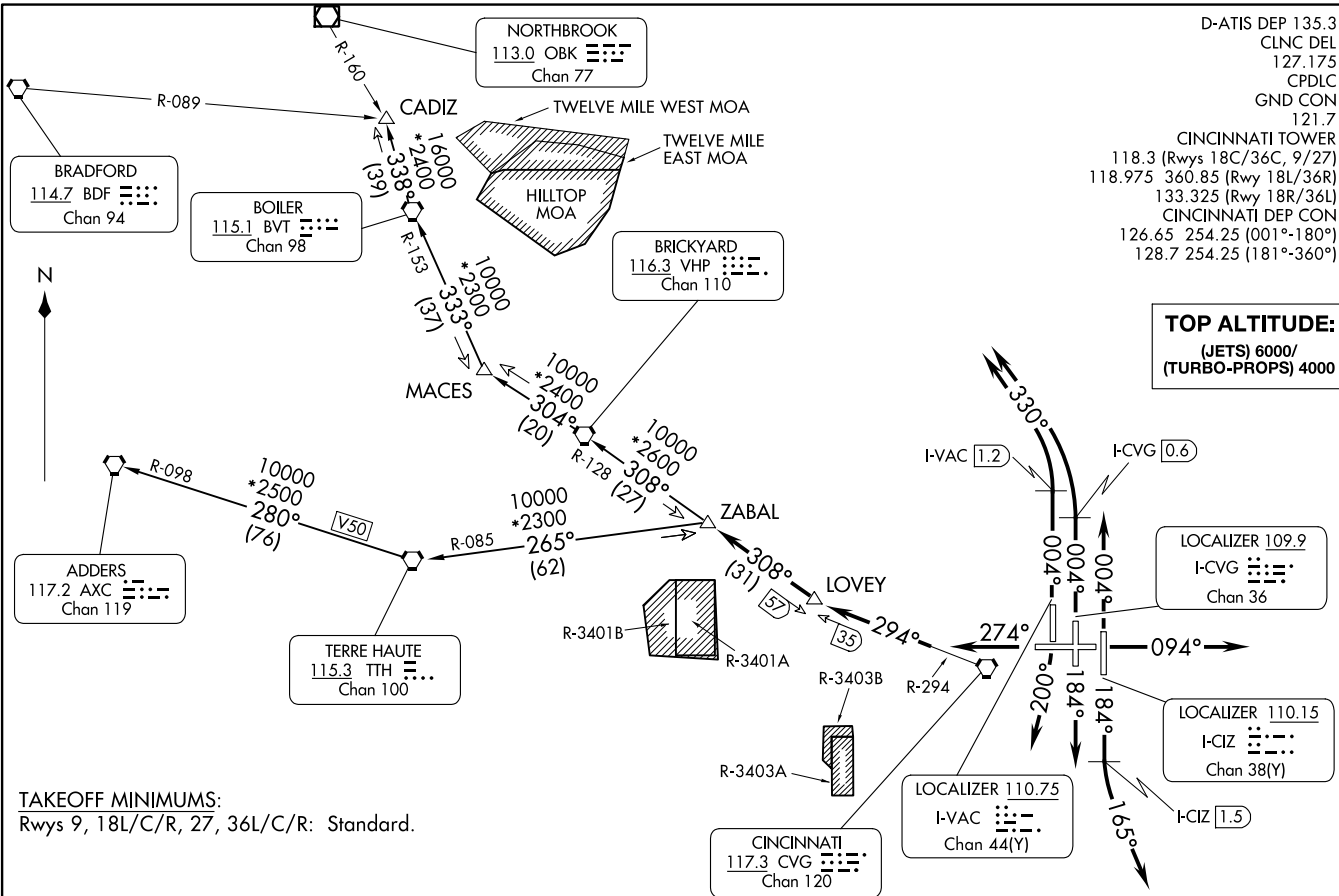 NORTHBROOK
113.0 OBK
Chan 77
D-ATIS DEP 135.3
CLNC DEL
127.175
CPDLC
GND CON
121.7
CINCINNATI TOWER
118.3 (Rwys 18C/36C, 9/27)
118.975 360.85 (Rwy 18L/36R)
133.325 (Rwy 18R/36L)
CINCINNATI DEP CON
126.65 254.25 (001°-180°)
128.7 254.25 (181°-360°)
TOP ALTITUDE:
(JETS) 6000/
(TURBO-PROPS) 4000
R-160
R-089
CADIZ
TWELVE MILE WEST MOA
TWELVE MILE
EAST MOA
HILLTOP
MOA
BRADFORD
114.7 BDF
Chan 94
16000
*2400
338°
(39)
BOILER
115.1 BVT
Chan 98
R-153
10000
*2300
333°
(37)
BRICKYARD
116.3 VHP
Chan 110
N
MACES
10000
*2400
304°
(20)
10000
*2600
308°
(27)
R-128
ZABAL
R-098
10000
*2500
280°
(76)
V50
10000
*2300
R-085
265°
(62)
ADDERS
117.2 AXC
Chan 119
TERRE HAUTE
115.3 TTH
Chan 100
308°
(31)
LOVEY
57
35
294°
R-294
R-3401B
R-3401A
R-3403B
R-3403A
330°
I-VAC 1.2
I-CVG 0.6
004°
004°
004°
LOCALIZER 109.9
I-CVG
Chan 36
274°
094°
200°
184°
184°
LOCALIZER 110.15
I-CIZ
Chan 38(Y)
I-CIZ 1.5
165°
LOCALIZER 110.75
I-VAC
Chan 44(Y)
CINCINNATI
117.3 CVG
Chan 120
TAKEOFF MINIMUMS:
Rwys 9, 18L/C/R, 27, 36L/C/R: Standard.